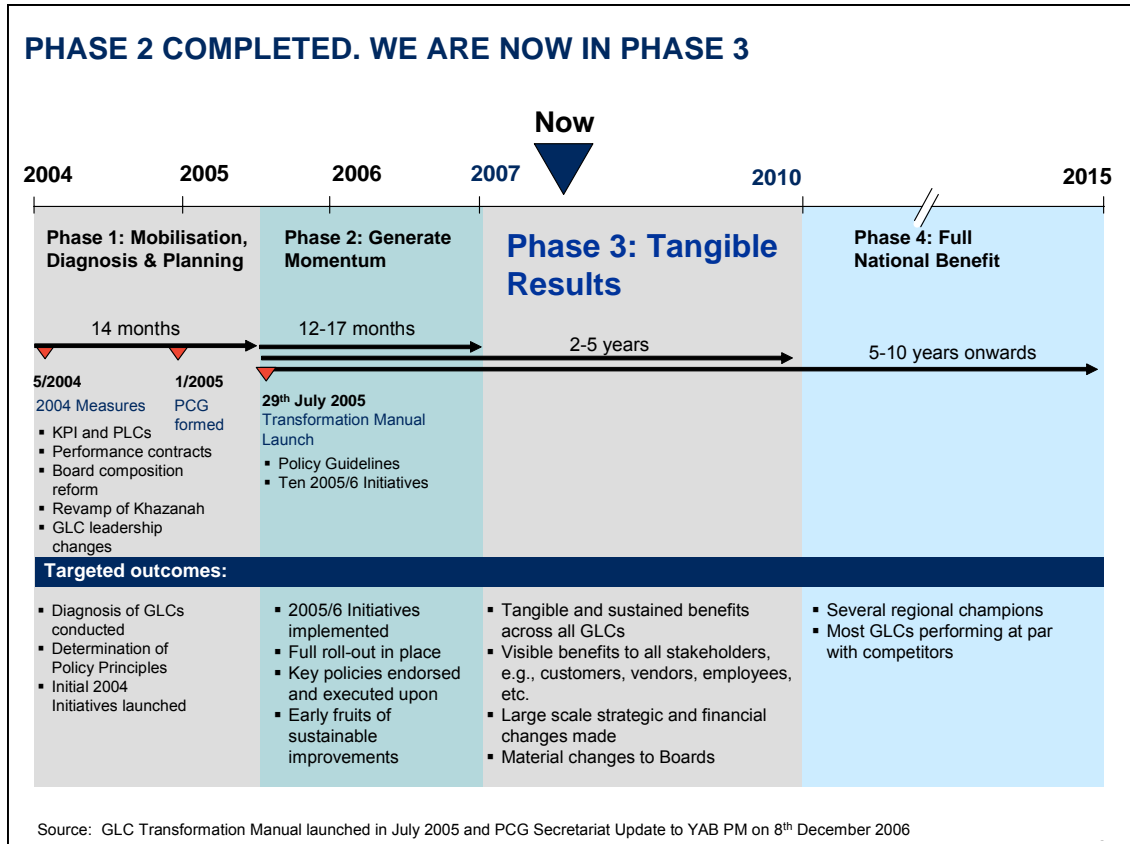 PHASE 2 COMPLETED. WE ARE NOW IN PHASE 3
Now
2004
2005
2006
2007
2010
2015
Phase 1: Mobilisation,
Diagnosis & Planning
Phase 2: Generate
Momentum
Phase 3: Tangible
Results
Phase 4: Full
National Benefit
14 months
12-17 months
2-5 years
5-10 years onwards
5/2004
2004 Measures
▪ KPI and PLCs
▪ Performance contracts
▪ Board composition
reform
▪ Revamp of Khazanah
▪ GLC leadership
changes
1/2005
PCG
formed
29th July 2005
Transformation Manual
Launch
▪ Policy Guidelines
▪ Ten 2005/6 Initiatives
Targeted outcomes:
▪ Diagnosis of GLCs
conducted
▪ Determination of
Policy Principles
▪ Initial 2004
Initiatives launched
▪ 2005/6 Initiatives
implemented
▪ Full roll-out in place
▪ Key policies endorsed
and executed upon
▪ Early fruits of
sustainable
improvements
▪ Tangible and sustained benefits
across all GLCs
▪ Visible benefits to all stakeholders,
e.g., customers, vendors, employees,
etc.
▪ Large scale strategic and financial
changes made
▪ Material changes to Boards
▪ Several regional champions
▪ Most GLCs performing at par
with competitors
Source: GLC Transformation Manual launched in July 2005 and PCG Secretariat Update to YAB PM on 8th December 2006